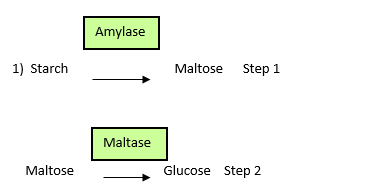 Amylase
1) Starch Maltose Step 1
Maltase
Maltose Glucose Step 2